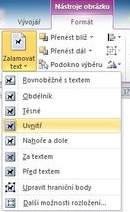 Nástroje obrázku
Vývojář
Formát
Zalamovat text
Přenést blíž
Přenést dál
Podokno výběru
Rovnoběžně s textem
Obdélník
Těsné
Uvnitř
Nahoře a dole
Za textem
Před textem
Upravit hraniční body
Další možnosti rozložení...